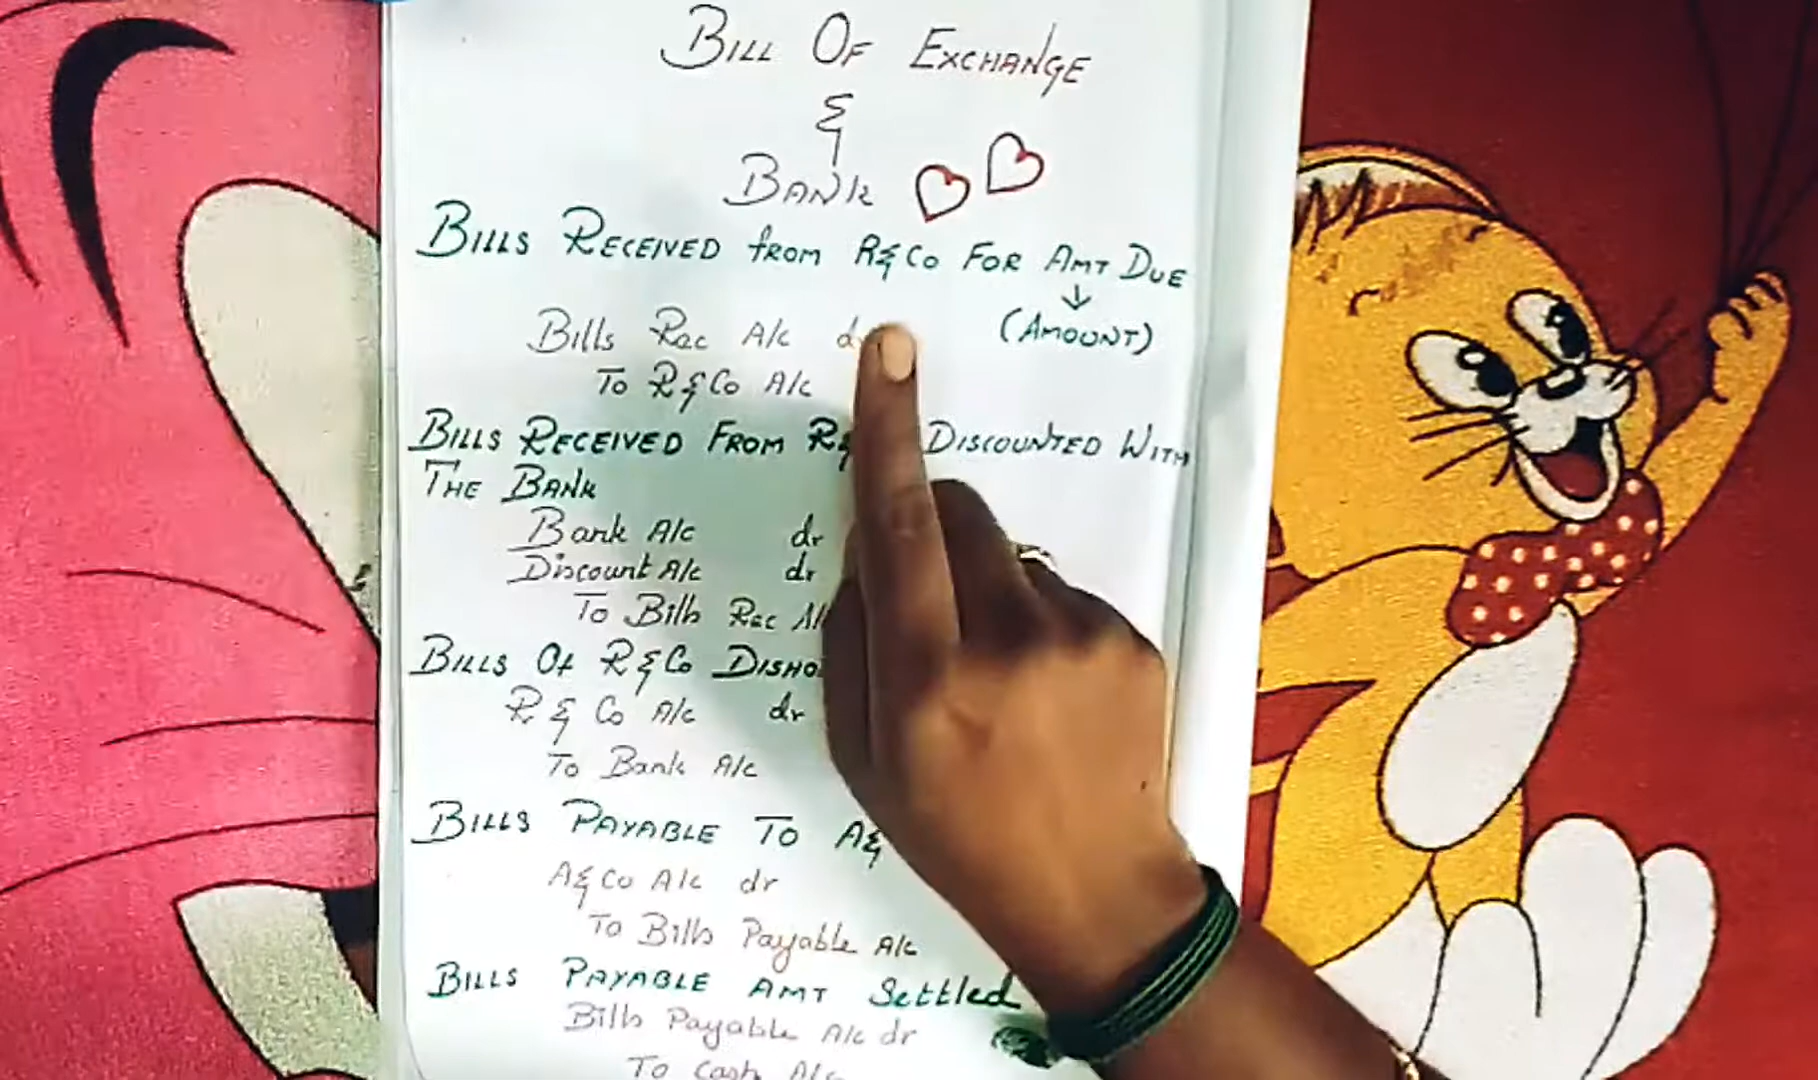 BILL OF EXCHANGE
&
BANK
BILLS RECEIVED from R&Co FOR AMT DUE
(AMOUNT)
Bills Rec A/c
To R&Co A/c
BILLS RECEIVED FROM DISCOUNTED WITH
THE BANK
Bank A/c dr
Discount A/c dr
To Bills Rec
BILLS Of R&Co
R & Co A/c dr
To Bank A/c
BILLS PAYABLE TO
A&Co A/c dr
To Bills Payable A/c
BILLS PAYABLE AMT Settled
Bills Payable A/c dr
To Cash A/c